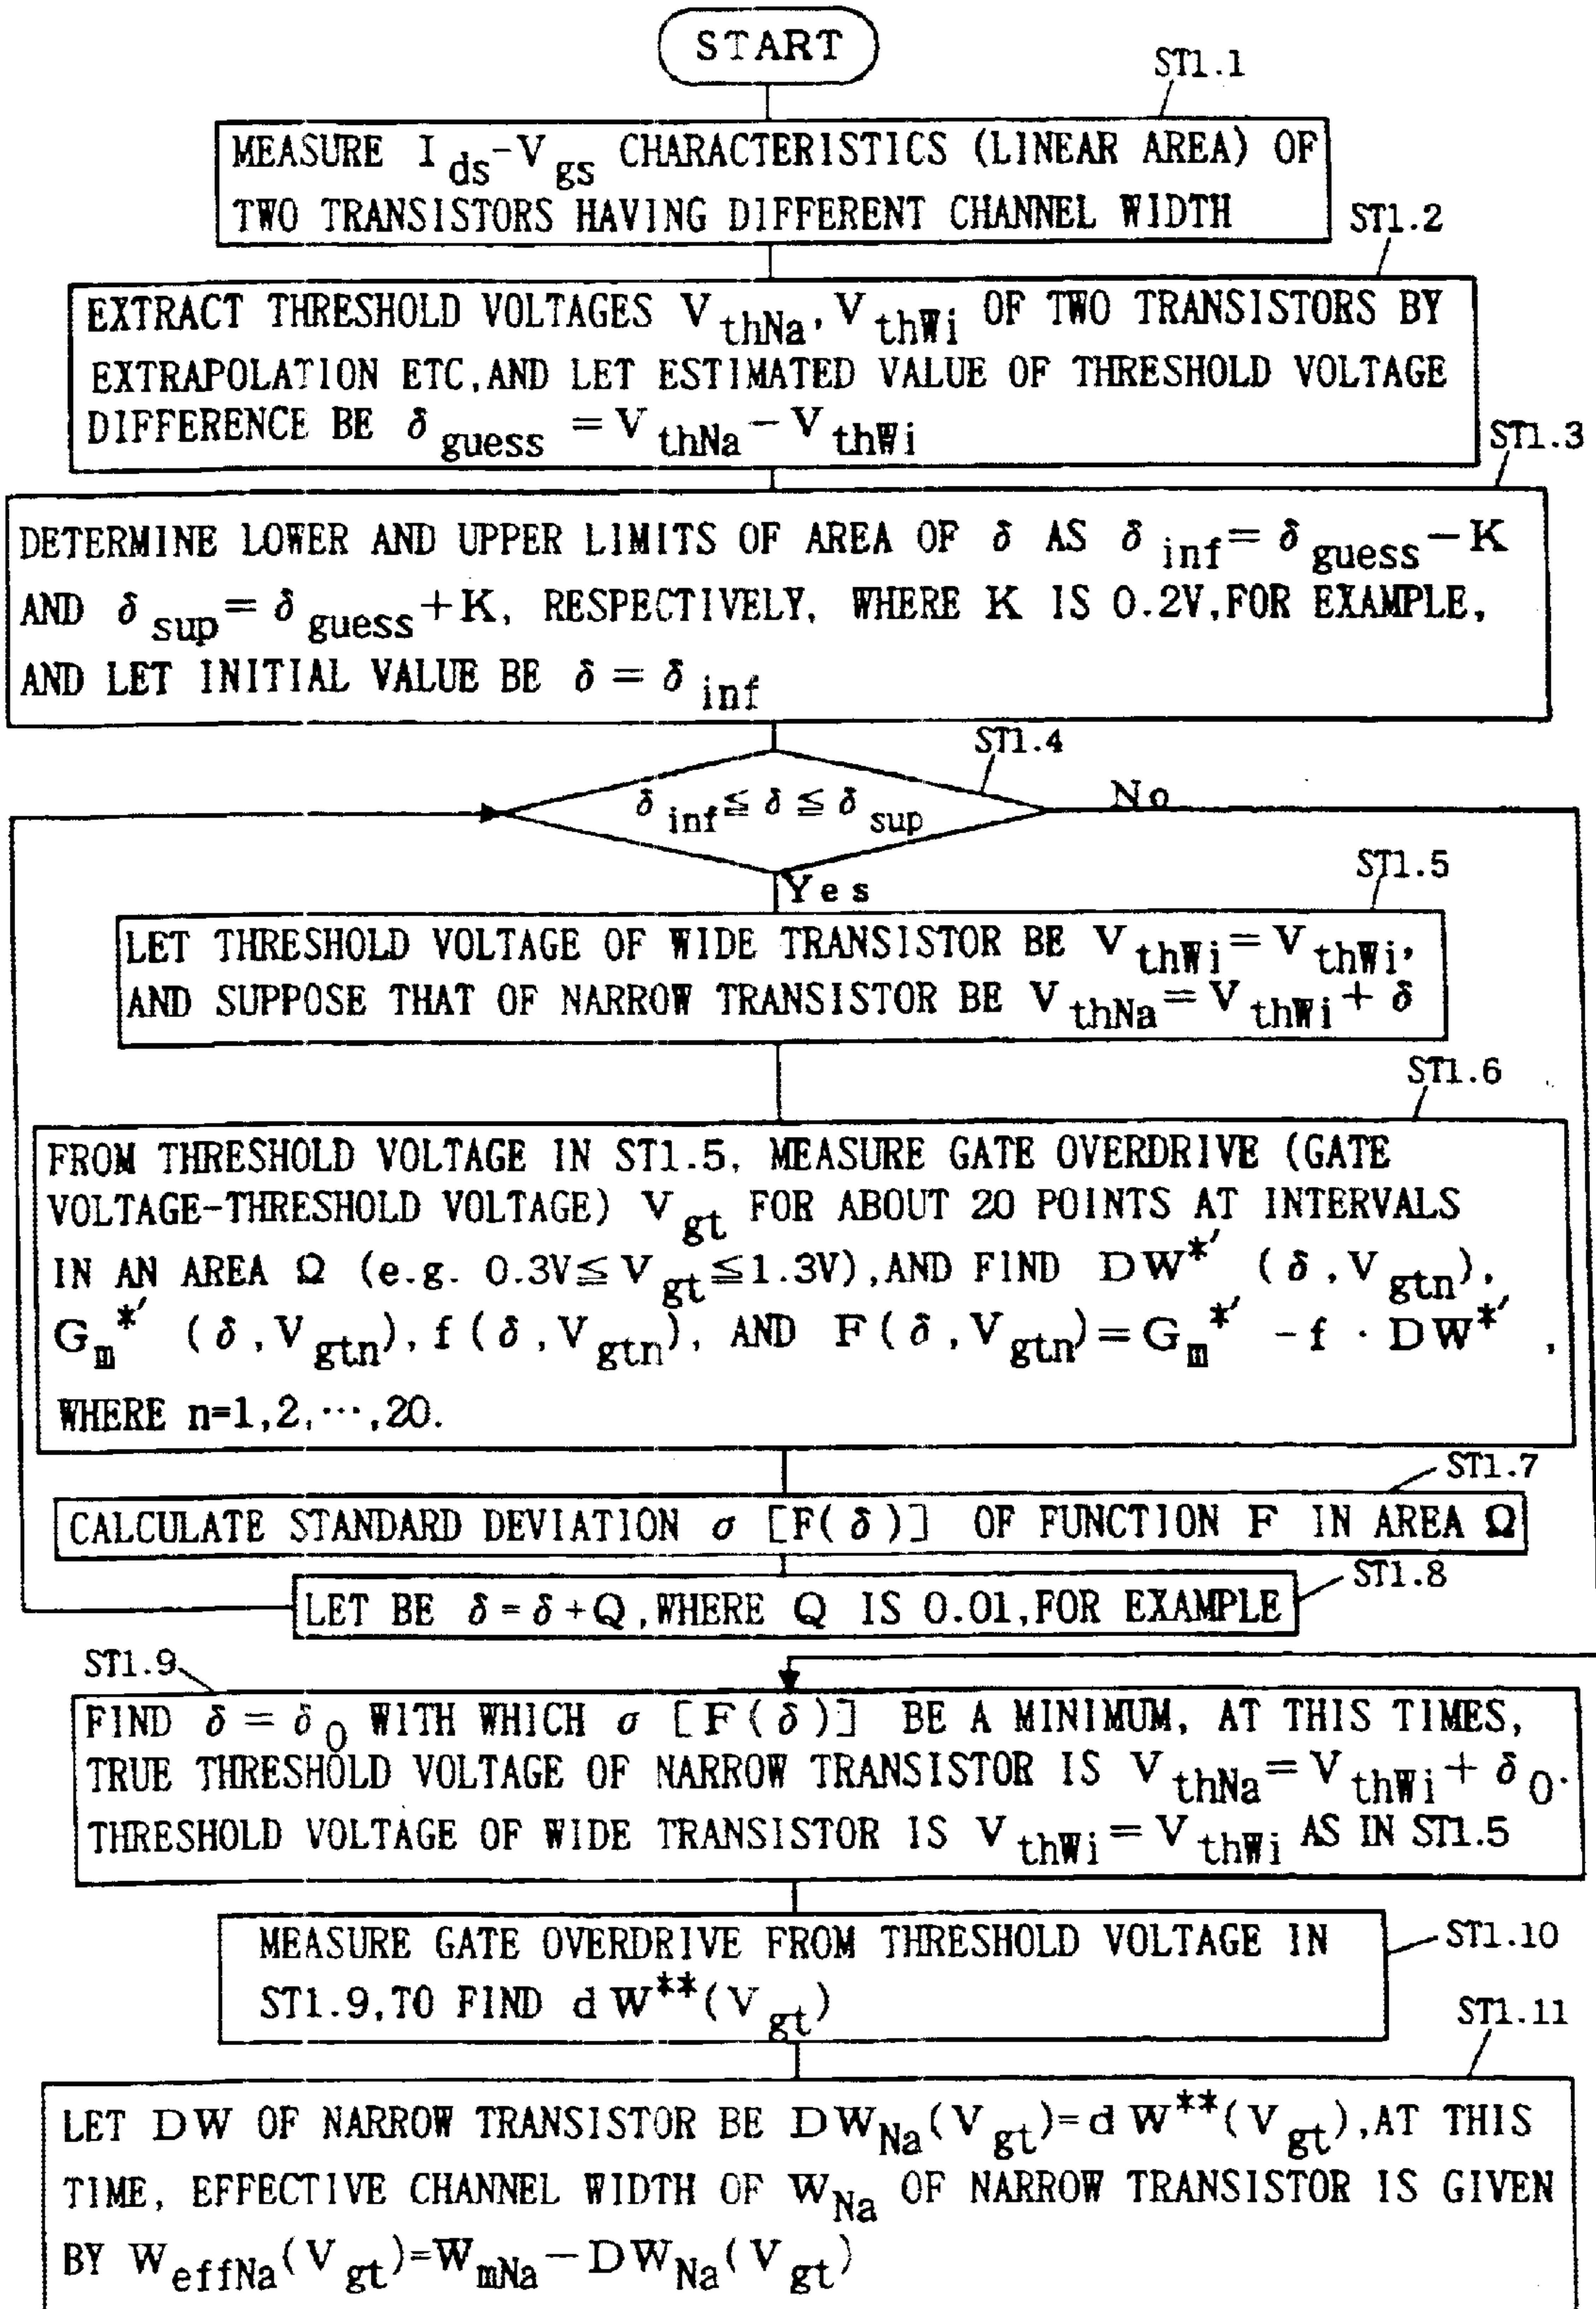 START
ST1.1
MEASURE I ds-V gs CHARACTERISTICS (LINEAR AREA) OF
TWO TRANSISTORS HAVING DIFFERENT CHANNEL WIDTH
ST1.2
EXTRACT THRESHOLD VOLTAGES V thNa, V thWi OF TWO TRANSISTORS BY
EXTRAPOLATION ETC,AND LET ESTIMATED VALUE OF THRESHOLD VOLTAGE
DIFFERENCE BE δ guess = V thNa - V thWi
ST1.3
DETERMINE LOWER AND UPPER LIMITS OF AREA OF δ AS δ inf = δ guess - K
AND δ sup = δ guess + K, RESPECTIVELY, WHERE K IS 0.2V,FOR EXAMPLE,
AND LET INITIAL VALUE BE δ = δ inf
ST1.4
δ inf ≦ δ ≦ δ sup
No
Yes
ST1.5
LET THRESHOLD VOLTAGE OF WIDE TRANSISTOR BE V thWi = V thWi,
AND SUPPOSE THAT OF NARROW TRANSISTOR BE V thNa = V thWi + δ
ST1.6
FROM THRESHOLD VOLTAGE IN ST1.5, MEASURE GATE OVERDRIVE (GATE
VOLTAGE-THRESHOLD VOLTAGE) V gt FOR ABOUT 20 POINTS AT INTERVALS
IN AN AREA Ω (e.g. 0.3V≦ V gt ≦1.3V),AND FIND DW*′ (δ,V gtn),
G m*′ (δ,V gtn), f(δ,V gtn), AND F(δ,V gtn)=G m*′ -f · DW*′ ,
WHERE n=1,2,···,20.
ST1.7
CALCULATE STANDARD DEVIATION σ [F(δ)] OF FUNCTION F IN AREA Ω
ST1.8
LET BE δ = δ +Q,WHERE Q IS 0.01,FOR EXAMPLE
ST1.9
FIND δ = δ 0 WITH WHICH σ [F(δ)] BE A MINIMUM, AT THIS TIMES,
TRUE THRESHOLD VOLTAGE OF NARROW TRANSISTOR IS V thNa = V thWi + δ 0.
THRESHOLD VOLTAGE OF WIDE TRANSISTOR IS V thWi = V thWi AS IN ST1.5
ST1.10
MEASURE GATE OVERDRIVE FROM THRESHOLD VOLTAGE IN
ST1.9,TO FIND dW**(V gt)
ST1.11
LET DW OF NARROW TRANSISTOR BE DW Na(V gt)=dW**(V gt),AT THIS
TIME, EFFECTIVE CHANNEL WIDTH OF W Na OF NARROW TRANSISTOR IS GIVEN
BY W effNa(V gt)=W mNa - DW Na(V gt)